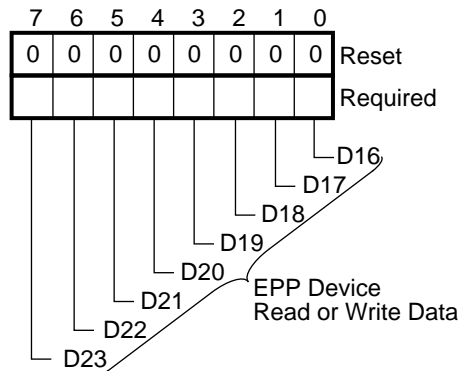 7 6 5 4 3 2 1 0
0 0 0 0 0 0 0 0 Reset
Required
D16
D17
D18
D19
D20
D21
D22
D23
EPP Device
Read or Write Data